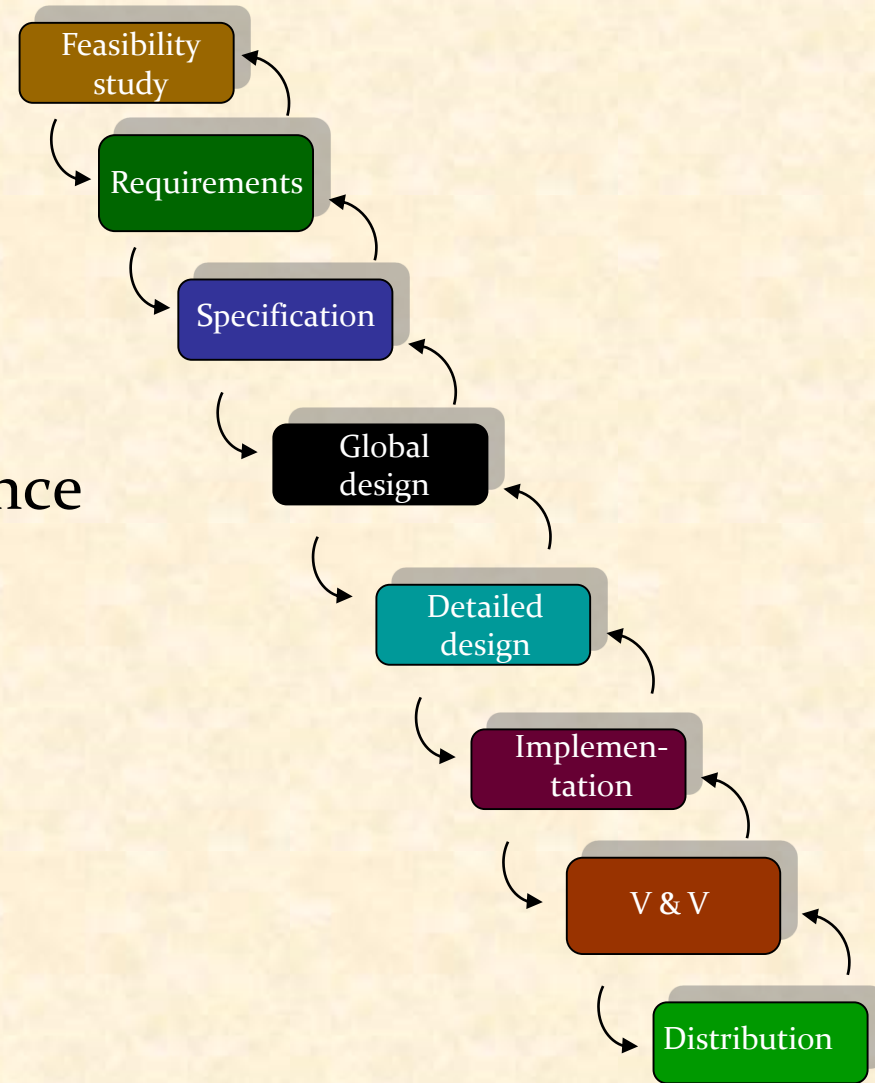 Feasibility
study
Requirements
Specification
Global
design
nce
Detailed
design
Implemen-
tation
V & V
Distribution